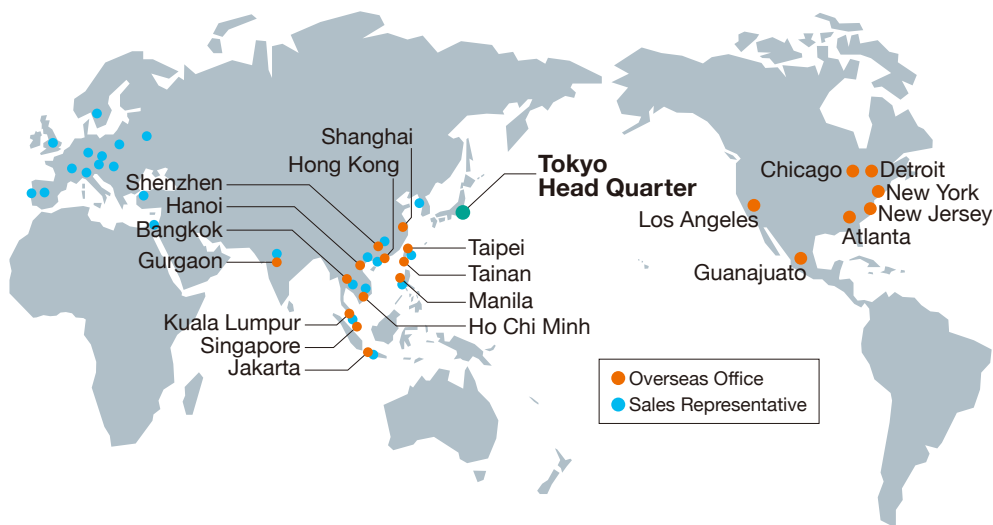 Shanghai
Hong Kong
Tokyo
Head Quarter
Shenzhen
Hanoi
Bangkok
Gurgaon
Taipei
Tainan
Manila
Ho Chi Minh
Kuala Lumpur
Singapore
Jakarta
Chicago
Detroit
New York
New Jersey
Los Angeles
Atlanta
Guanajuato
Overseas Office
Sales Representative